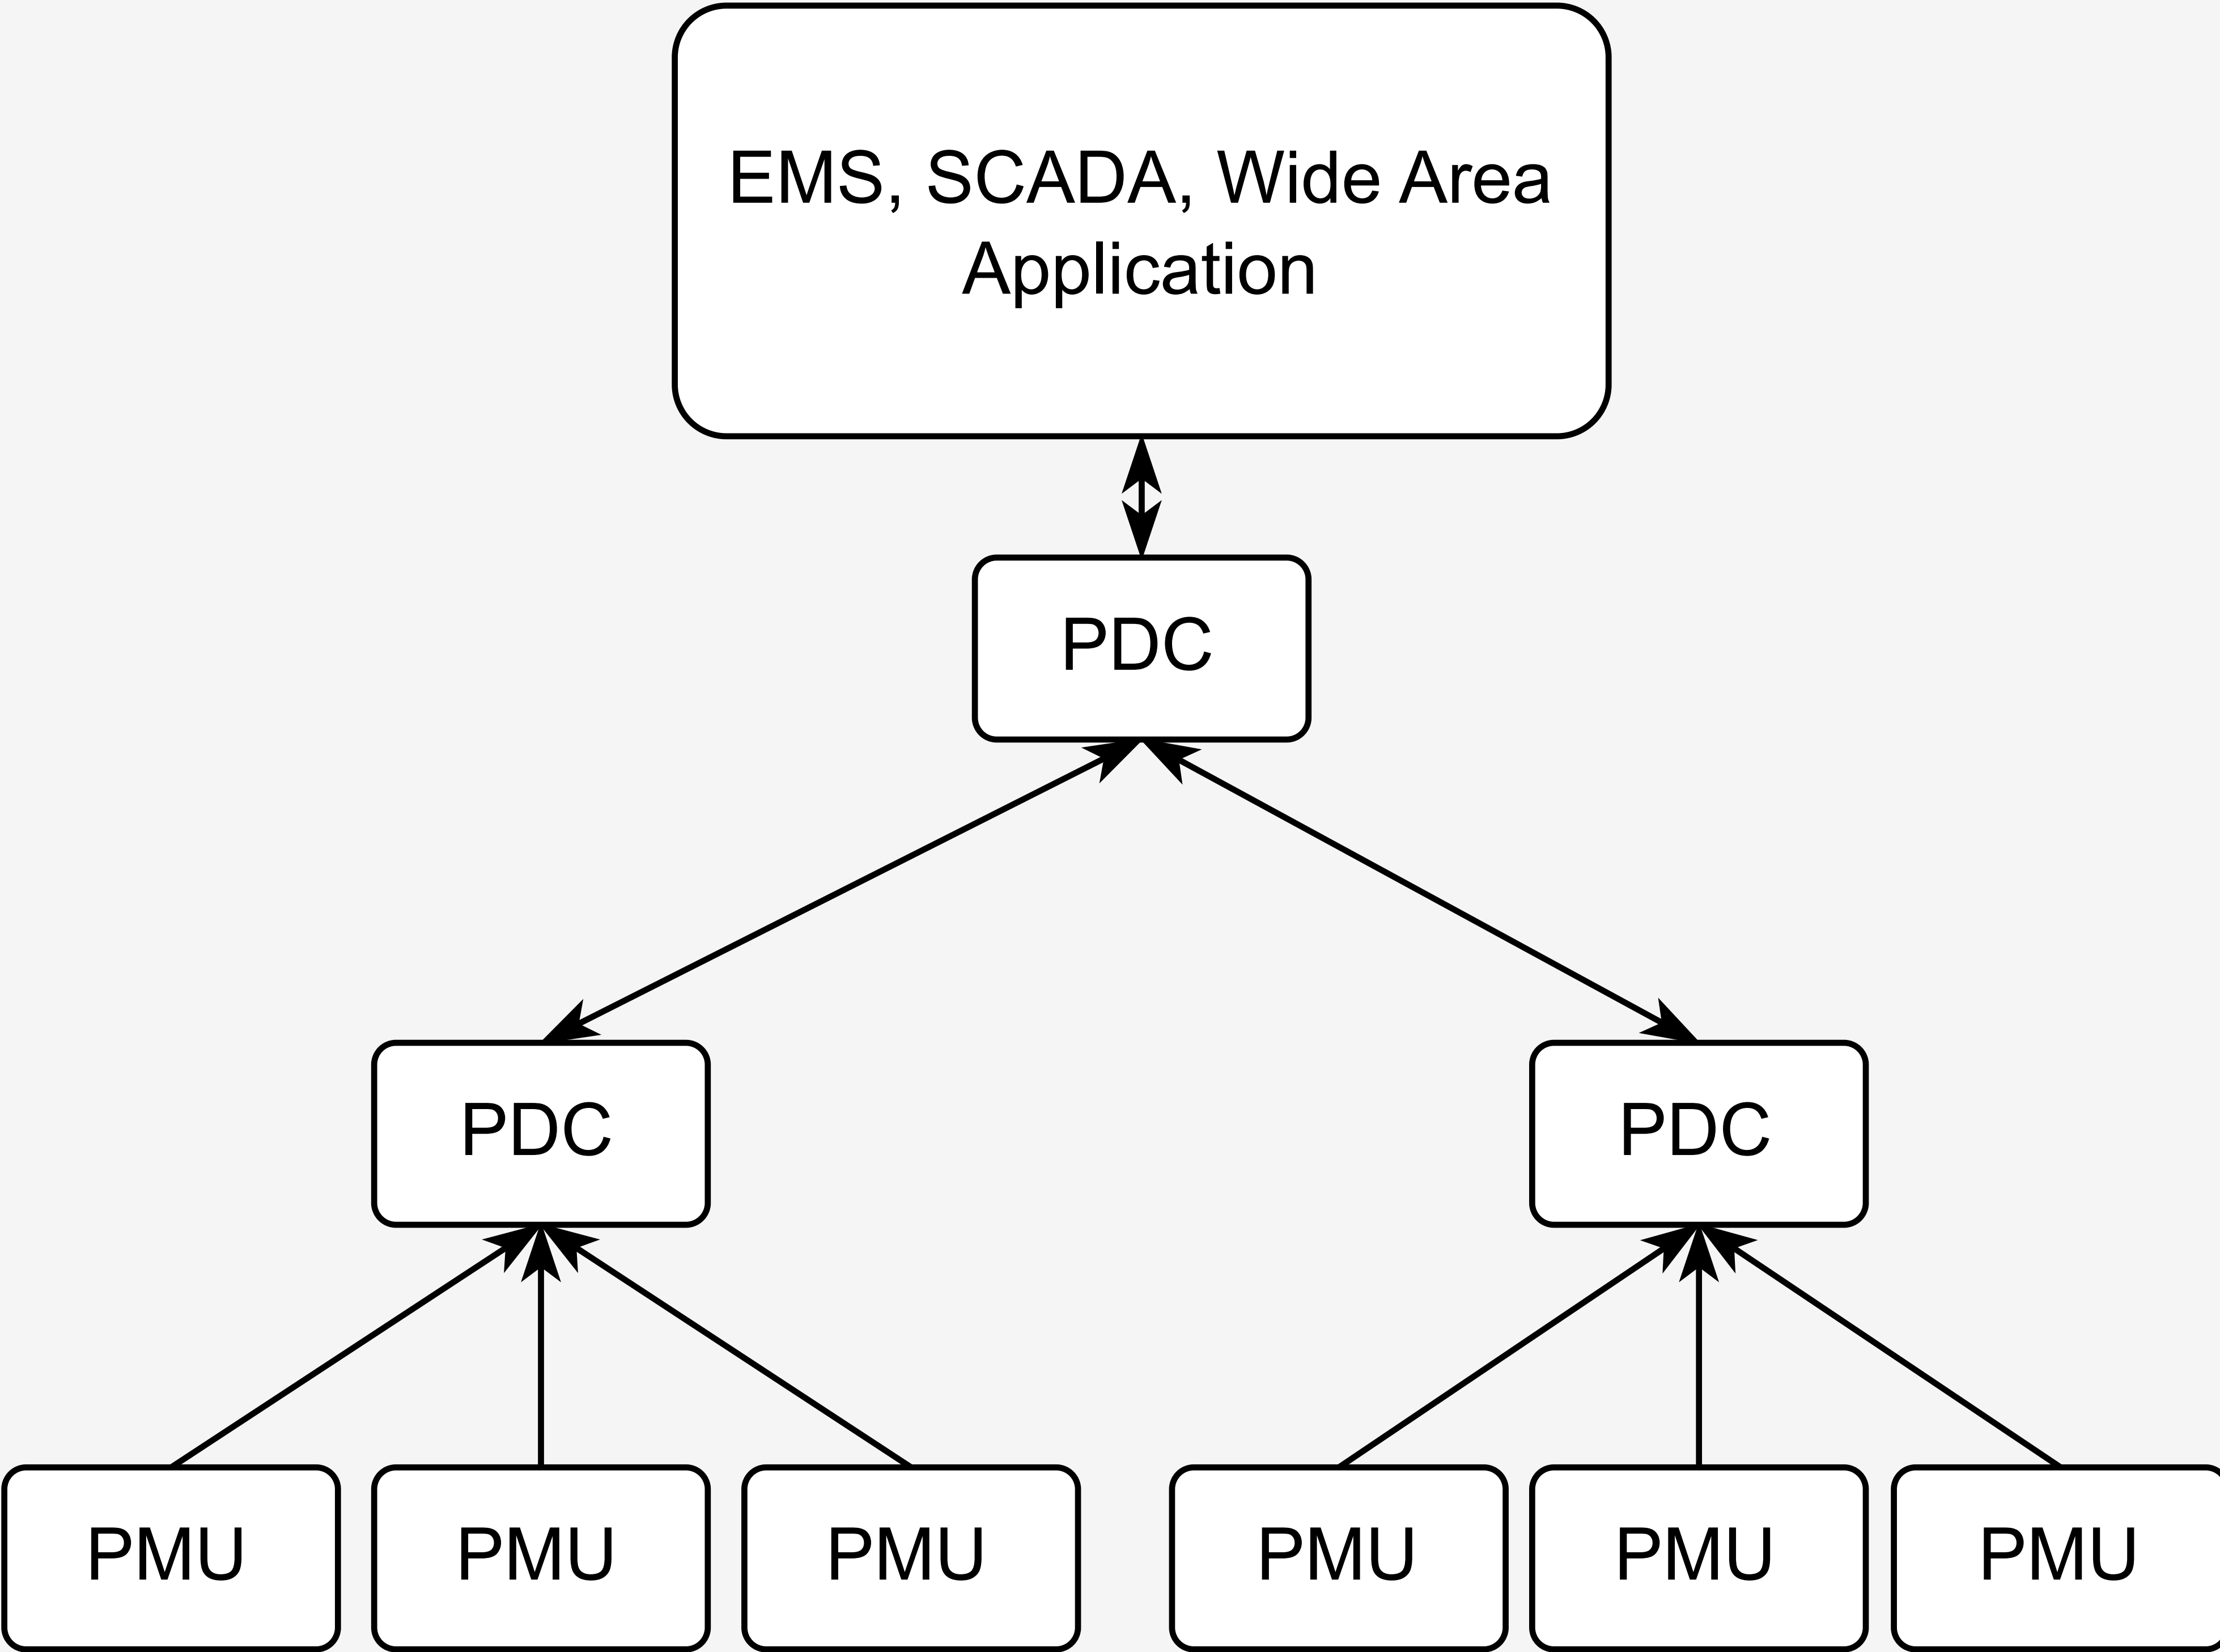 EMS, SCADA, Wide Area
Application
PDC
PDC
PDC
PMU
PMU
PMU
PMU
PMU
PMU